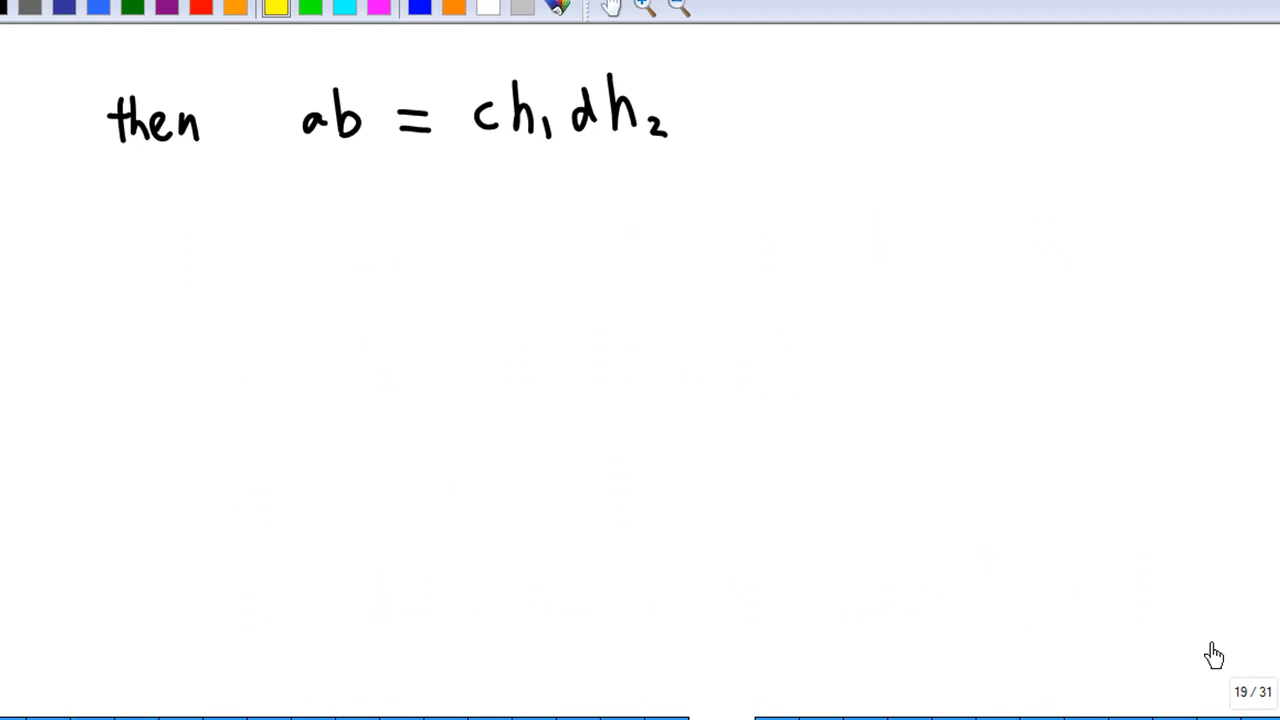 then ab = ch₁dh₂
19 / 31